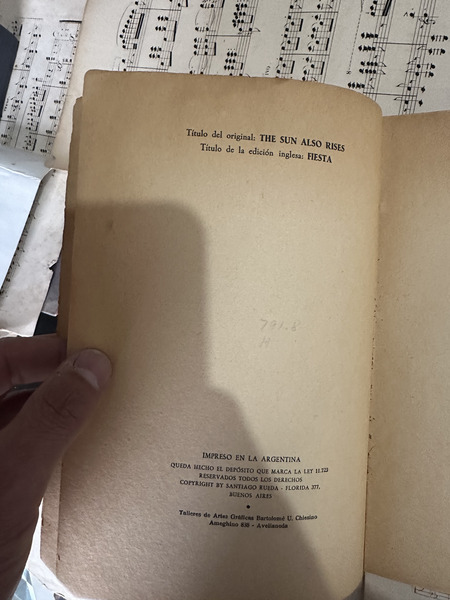 Título del original: THE SUN ALSO RISES
Título de la edición inglesa: FIESTA
791.8
H
IMPRESO EN LA ARGENTINA
QUEDA HECHO EL DEPÓSITO QUE MARCA LA LEY 11.723
RESERVADOS TODOS LOS DERECHOS
COPYRIGHT BY SANTIAGO RUEDA - FLORIDA 377,
BUENOS AIRES
Talleres de Artes Gráficas Bartolomé U. Chiesino
Ameghino 838 - Avellaneda